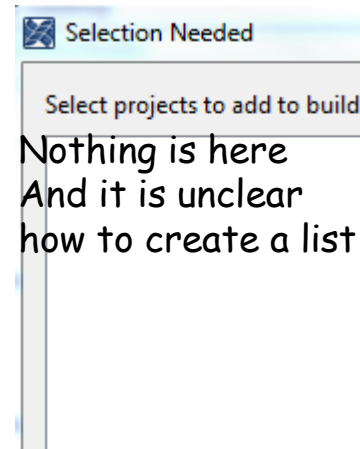 Selection Needed
Select projects to add to build
Nothing is here
And it is unclear
how to create a list